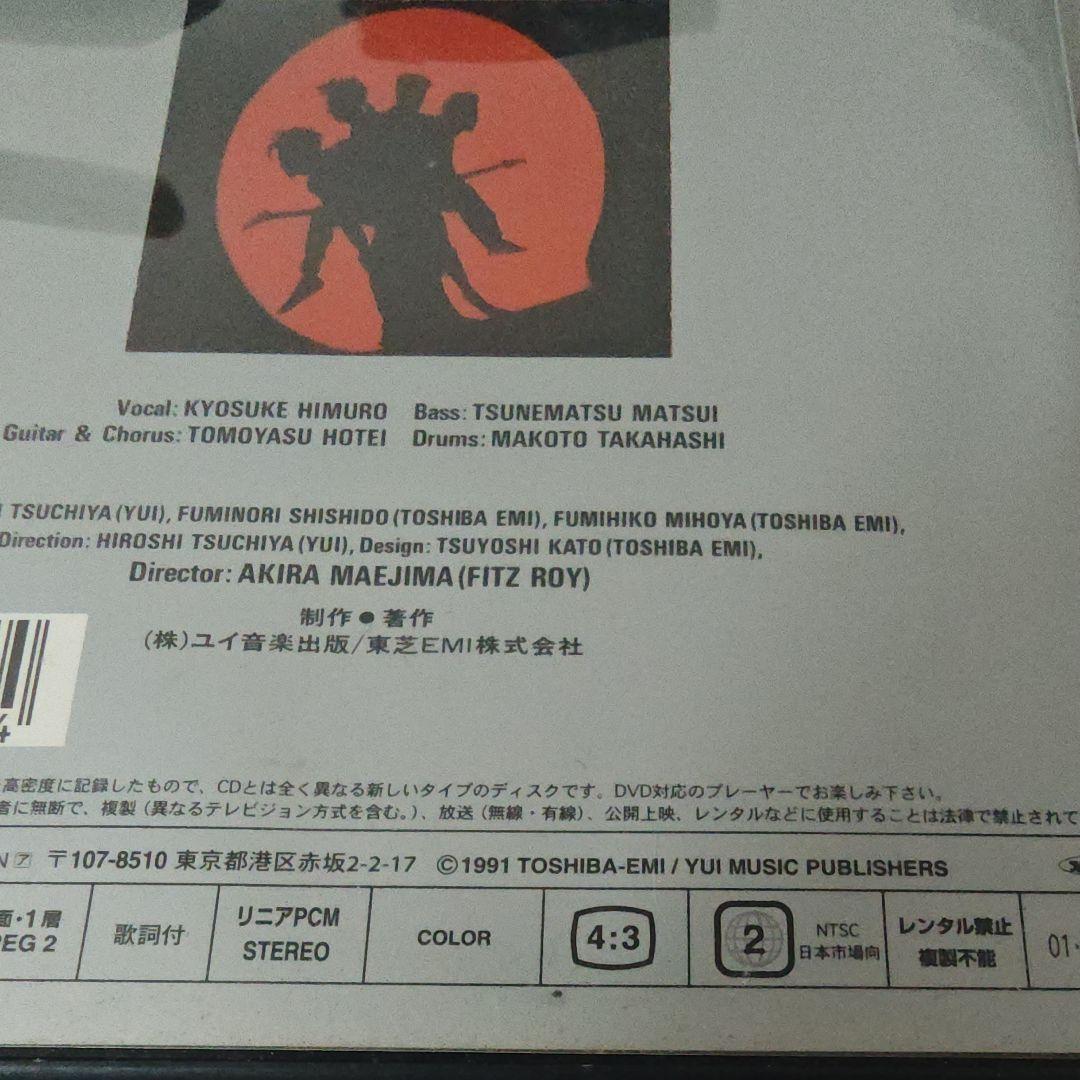 Vocal: KYOSUKE HIMURO Bass: TSUNEMATSU MATSUI
Guitar & Chorus: TOMOYASU HOTEI Drums: MAKOTO TAKAHASHI
TSUCHIYA (YUI), FUMINORI SHISHIDO (TOSHIBA EMI), FUMIHIKO MIHOYA (TOSHIBA EMI),
Direction: HIROSHI TSUCHIYA (YUI), Design: TSUYOSHI KATO (TOSHIBA EMI),
Director: AKIRA MAEJIMA (FITZ ROY)
制作●著作
(株)ユイ音楽出版/東芝EMI株式会社
4
高密度に記録したもので、CDとは全く異なる新しいタイプのディスクです。DVD対応のプレーヤーでお楽しみ下さい。
者に無断で、複製(異なるテレビジョン方式を含む。)、放送(無線・有線)、公開上映、レンタルなどに使用することは法律で禁止されて
N ア 〒107-8510 東京都港区赤坂2-2-17 ©1991 TOSHIBA-EMI / YUI MUSIC PUBLISHERS
面・1層 歌詞付 リニアPCM COLOR 4:3 2 NTSC レンタル禁止 01
PEG 2 STEREO 日本市場向 複製不能